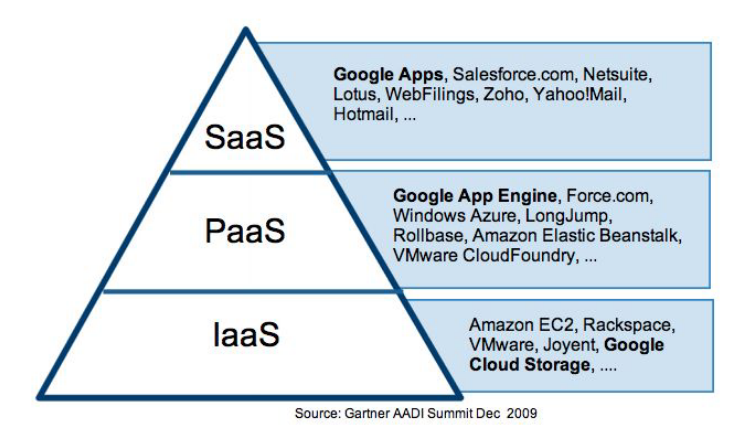 Google Apps, Salesforce.com, Netsuite,
Lotus, WebFilings, Zoho, Yahoo!Mail,
Hotmail, ...
SaaS
Google App Engine, Force.com,
Windows Azure, LongJump,
Rollbase, Amazon Elastic Beanstalk,
VMware CloudFoundry, ...
PaaS
Amazon EC2, Rackspace,
VMware, Joyent, Google
Cloud Storage, ....
IaaS
Source: Gartner AADI Summit Dec 2009